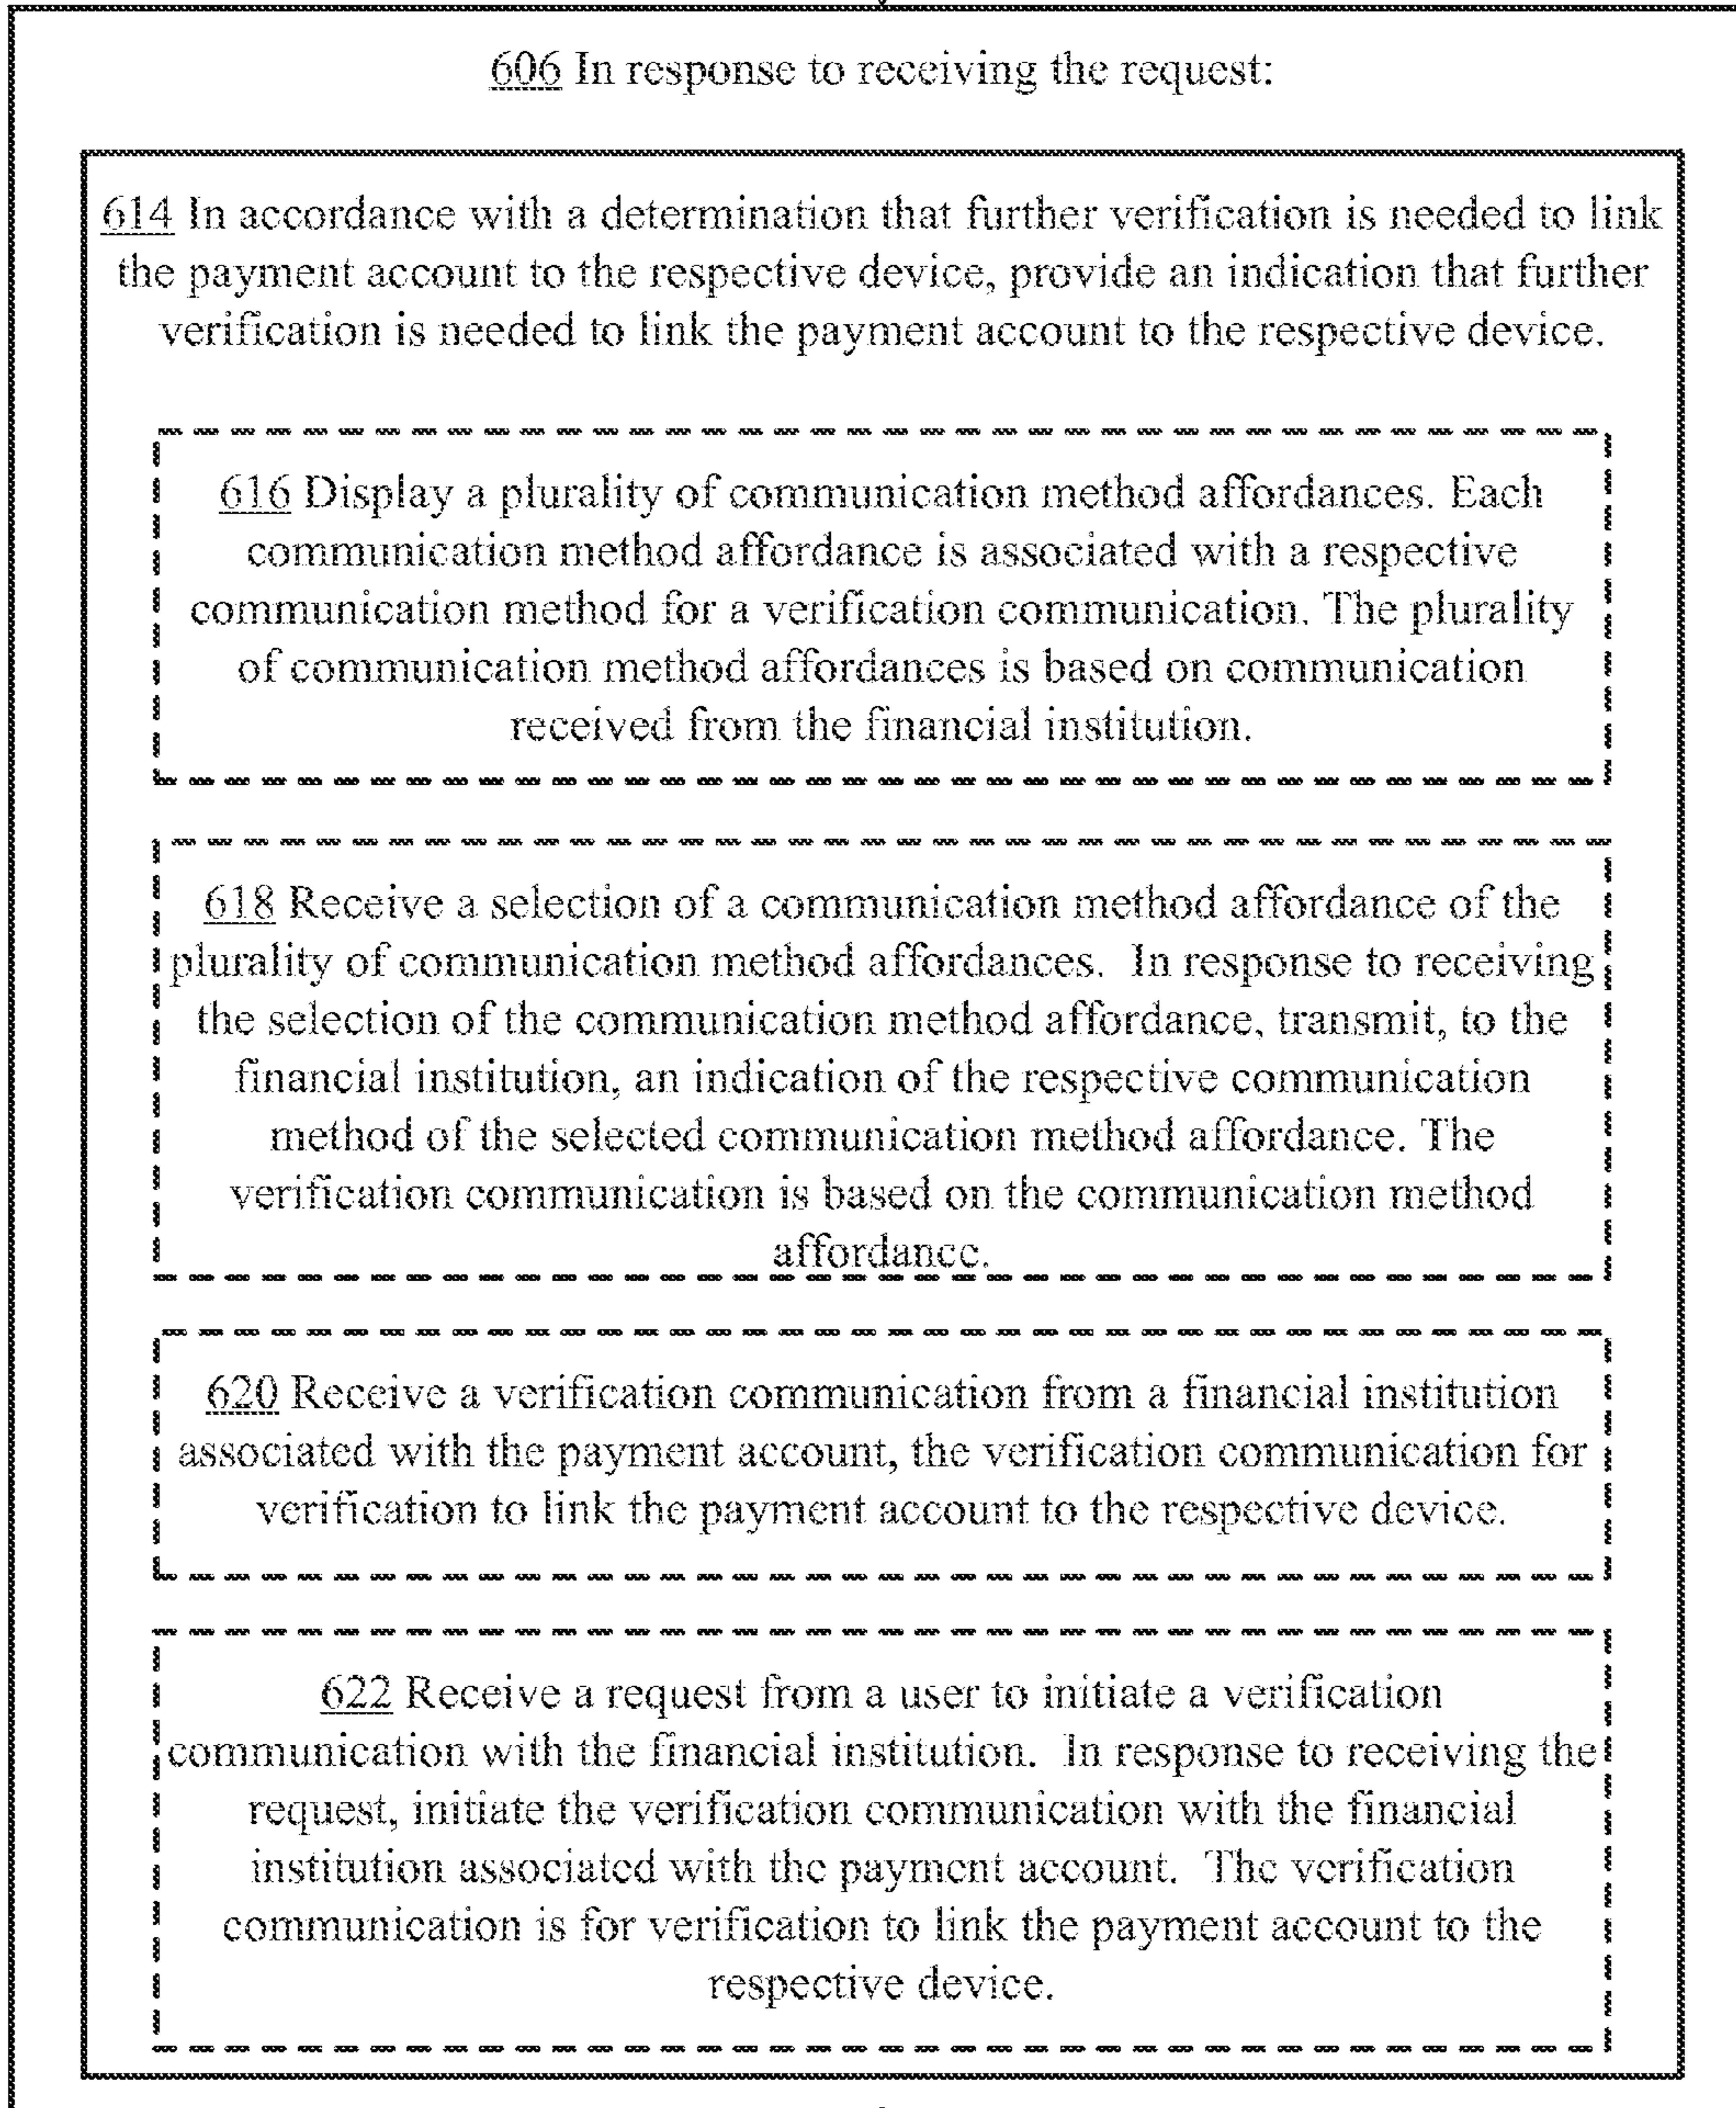 606 In response to receiving the request:
614 In accordance with a determination that further verification is needed to link
the payment account to the respective device, provide an indication that further
verification is needed to link the payment account to the respective device.
616 Display a plurality of communication method affordances. Each
communication method affordance is associated with a respective
communication method for a verification communication. The plurality
of communication method affordances is based on communication
received from the financial institution.
618 Receive a selection of a communication method affordance of the
plurality of communication method affordances. In response to receiving
the selection of the communication method affordance, transmit, to the
financial institution, an indication of the respective communication
method of the selected communication method affordance. The
verification communication is based on the communication method
affordance.
620 Receive a verification communication from a financial institution
associated with the payment account, the verification communication for
verification to link the payment account to the respective device.
622 Receive a request from a user to initiate a verification
communication with the financial institution. In response to receiving the
request, initiate the verification communication with the financial
institution associated with the payment account. The verification
communication is for verification to link the payment account to the
respective device.